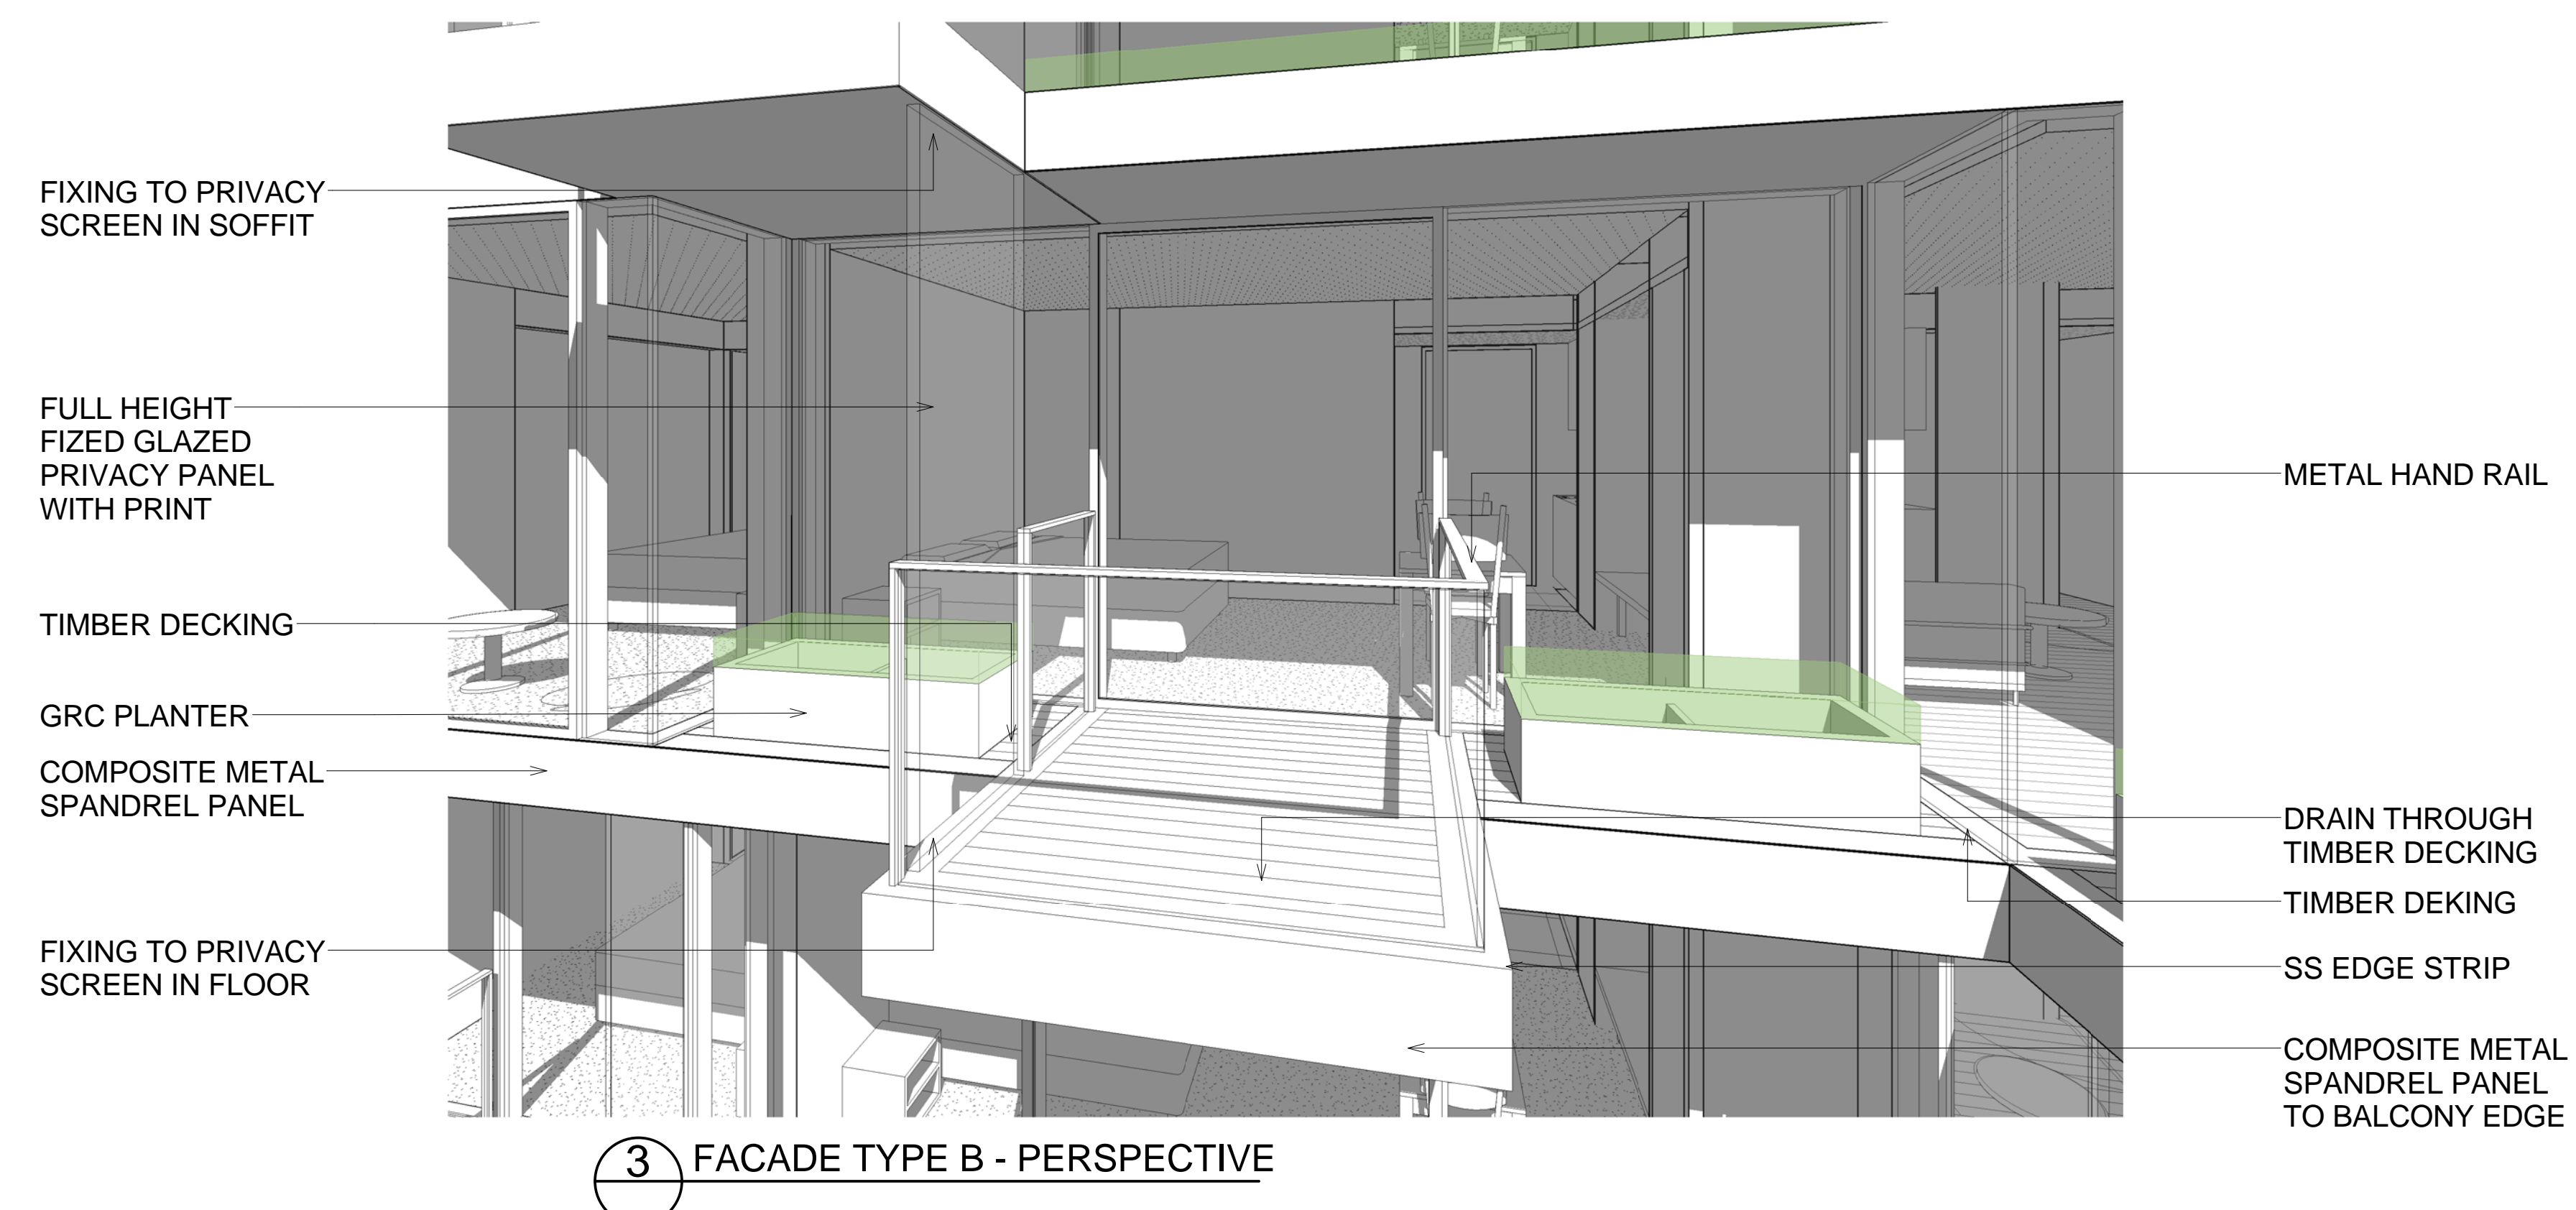 FIXING TO PRIVACY
SCREEN IN SOFFIT
FULL HEIGHT
FIZED GLAZED
PRIVACY PANEL
WITH PRINT
TIMBER DECKING
GRC PLANTER
COMPOSITE METAL
SPANDREL PANEL
FIXING TO PRIVACY
SCREEN IN FLOOR
METAL HAND RAIL
DRAIN THROUGH
TIMBER DECKING
TIMBER DEKING
SS EDGE STRIP
COMPOSITE METAL
SPANDREL PANEL
TO BALCONY EDGE
3 FACADE TYPE B - PERSPECTIVE